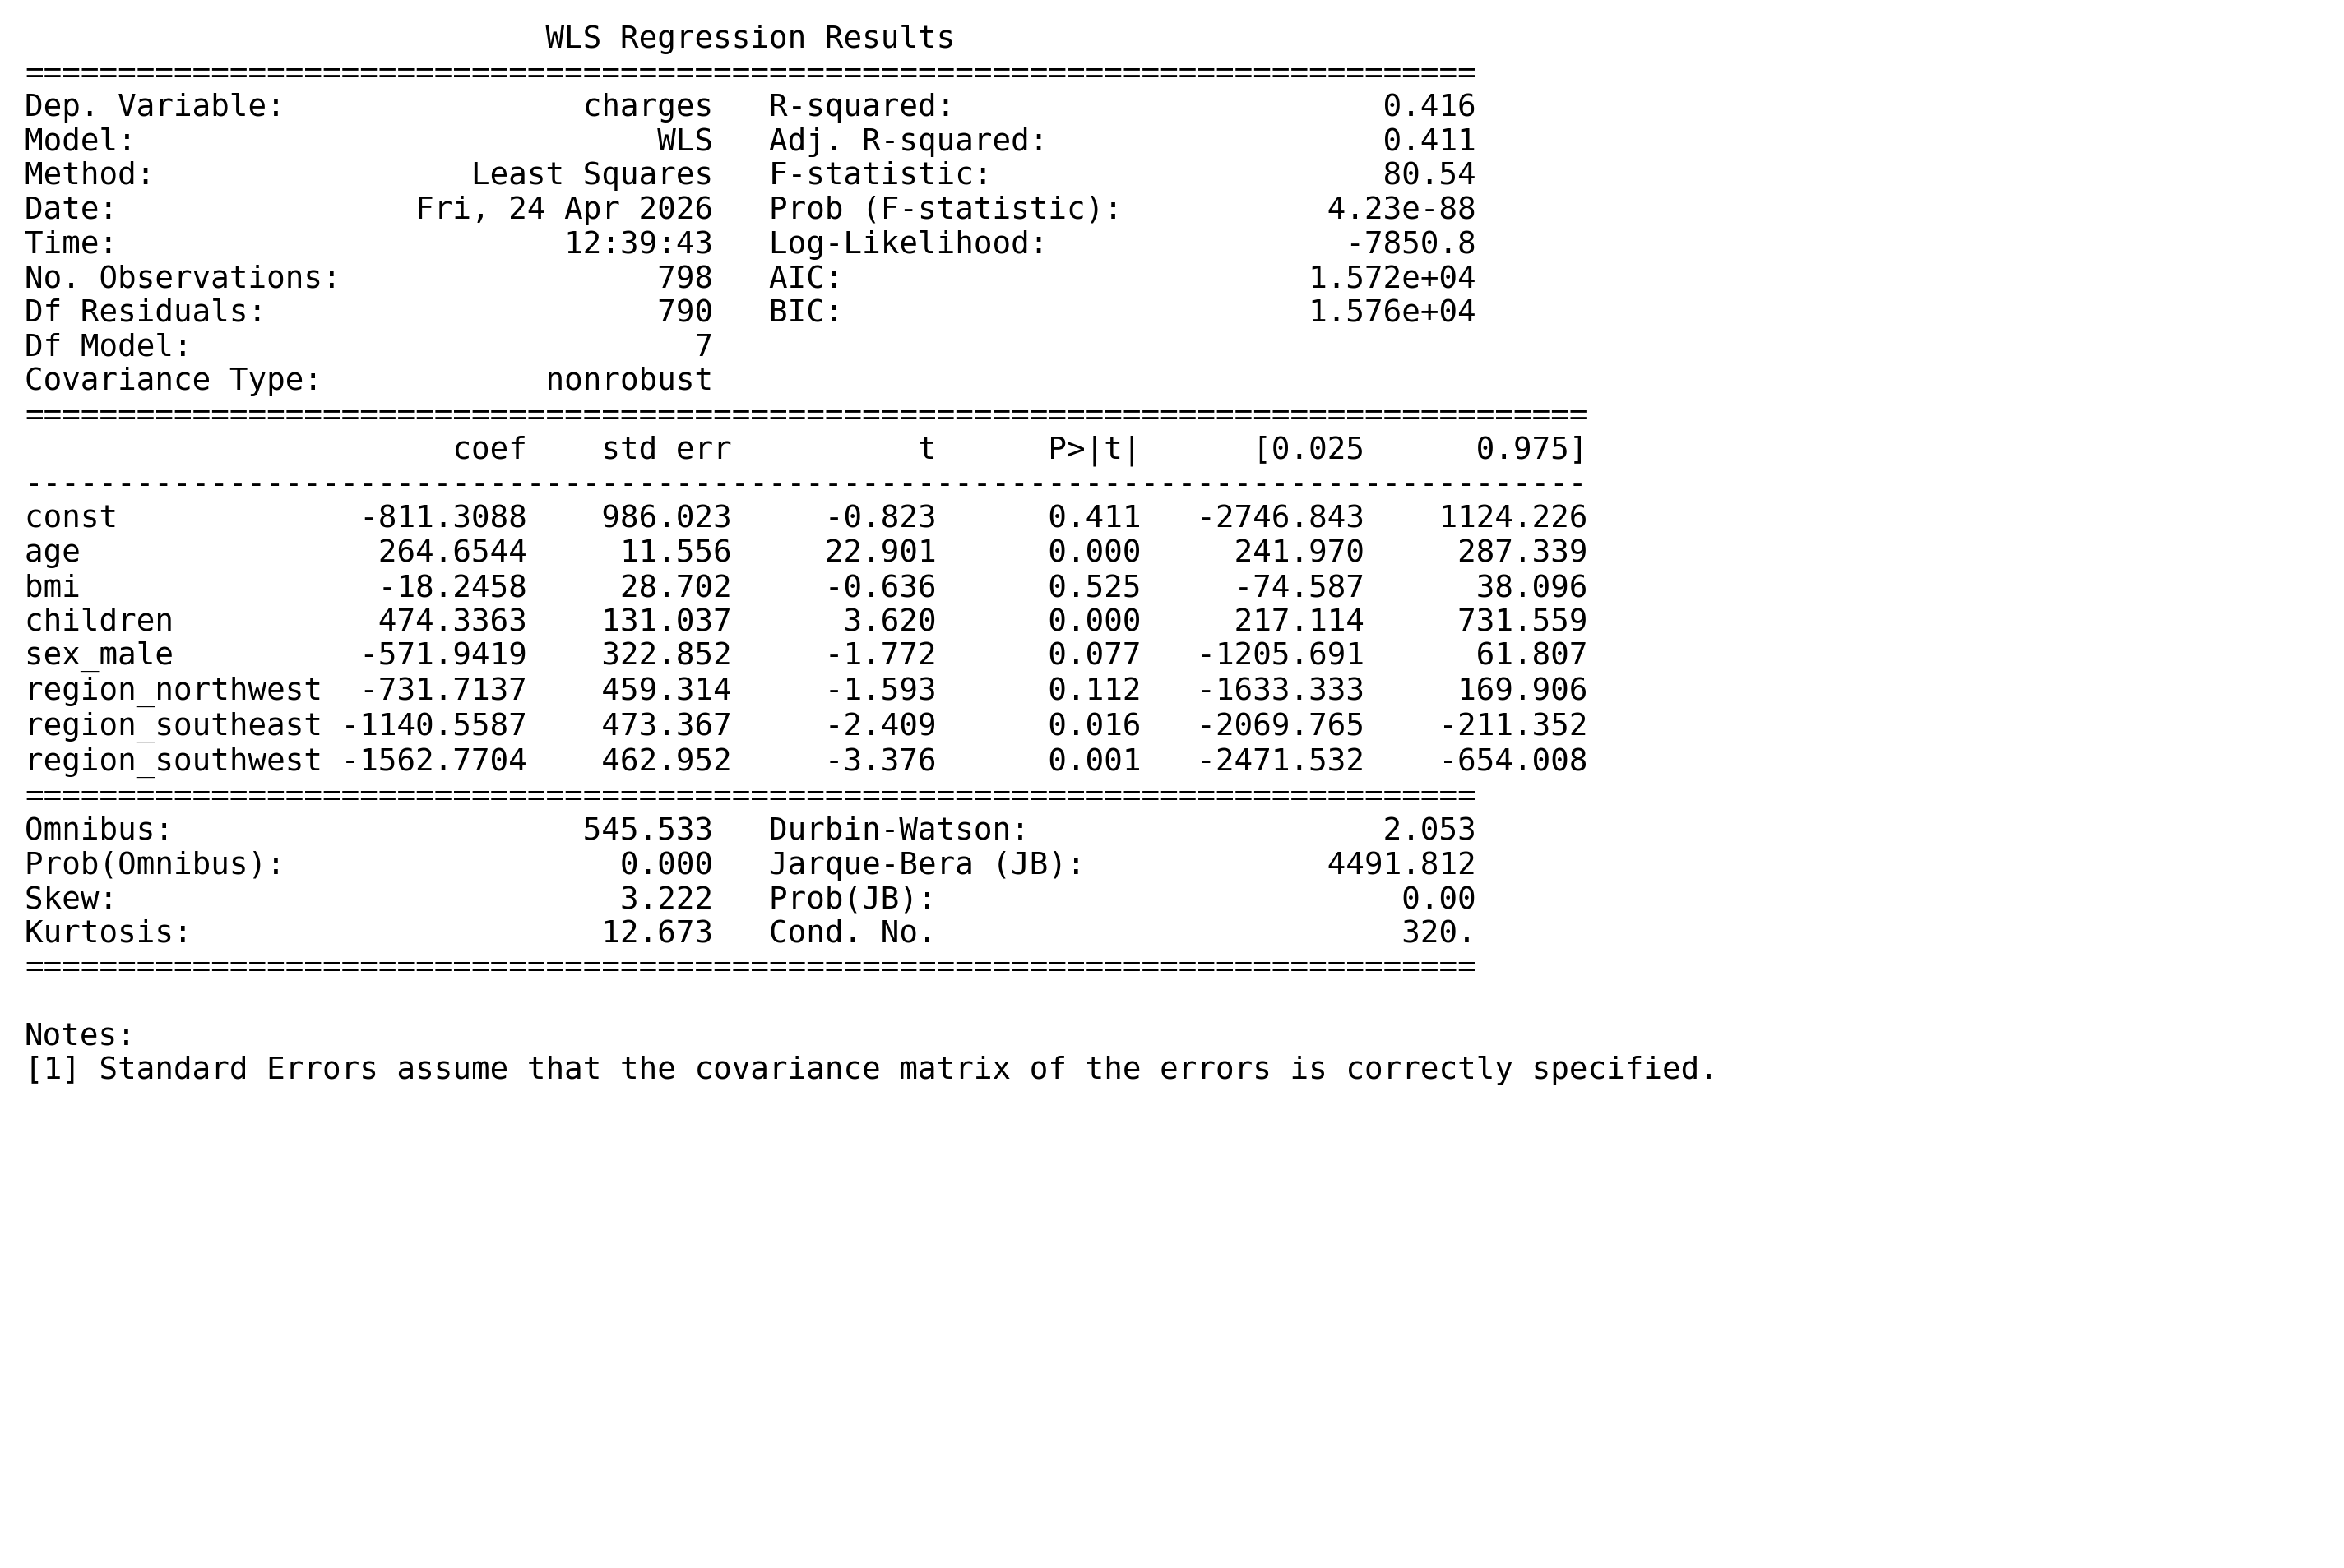 WLS Regression Results
==============================================================================
Dep. Variable:                charges   R-squared:                       0.416
Model:                            WLS   Adj. R-squared:                  0.411
Method:             Least Squares   F-statistic:                     80.54
Date:                Fri, 24 Apr 2026   Prob (F-statistic):           4.23e-88
Time:                        12:39:43   Log-Likelihood:                -7850.8
No. Observations:                 798   AIC:                         1.572e+04
Df Residuals:                     790   BIC:                         1.576e+04
Df Model:                           7
Covariance Type:            nonrobust
====================================================================================
                       coef    std err          t      P>|t|      [0.025      0.975]
------------------------------------------------------------------------------------
const             -811.3088    986.023     -0.823      0.411   -2746.843    1124.226
age                264.6544     11.556     22.901      0.000     241.970     287.339
bmi                -18.2458     28.702     -0.636      0.525     -74.587      38.096
children           474.3363    131.037      3.620      0.000     217.114     731.559
sex_male          -571.9419    322.852     -1.772      0.077   -1205.691      61.807
region_northwest  -731.7137    459.314     -1.593      0.112   -1633.333     169.906
region_southeast -1140.5587    473.367     -2.409      0.016   -2069.765    -211.352
region_southwest -1562.7704    462.952     -3.376      0.001   -2471.532    -654.008
==============================================================================
Omnibus:                      545.533   Durbin-Watson:                   2.053
Prob(Omnibus):                  0.000   Jarque-Bera (JB):             4491.812
Skew:                           3.222   Prob(JB):                         0.00
Kurtosis:                      12.673   Cond. No.                         320.
==============================================================================

Notes:
[1] Standard Errors assume that the covariance matrix of the errors is correctly specified.